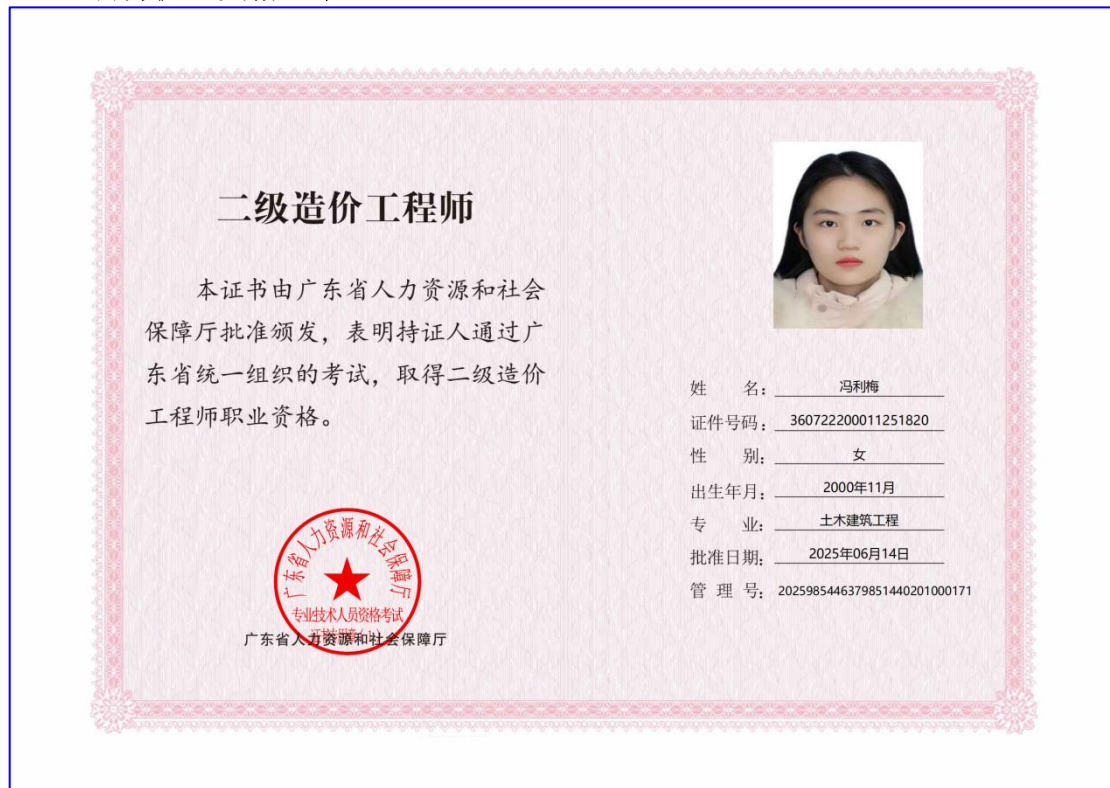 二级造价工程师
本证书由广东省人力资源和社会
保障厅批准颁发，表明持证人通过广
东省统一组织的考试，取得二级造价
工程师职业资格。
广东省人力资源和社会保障厅
专业技术人员资格考试
广东省人力资源和社会保障厅
姓 名：冯利梅
证件号码：360722200011251820
性 别：女
出生年月：2000年11月
专 业：土木建筑工程
批准日期：2025年06月14日
管 理 号：2025985446379851440201000171